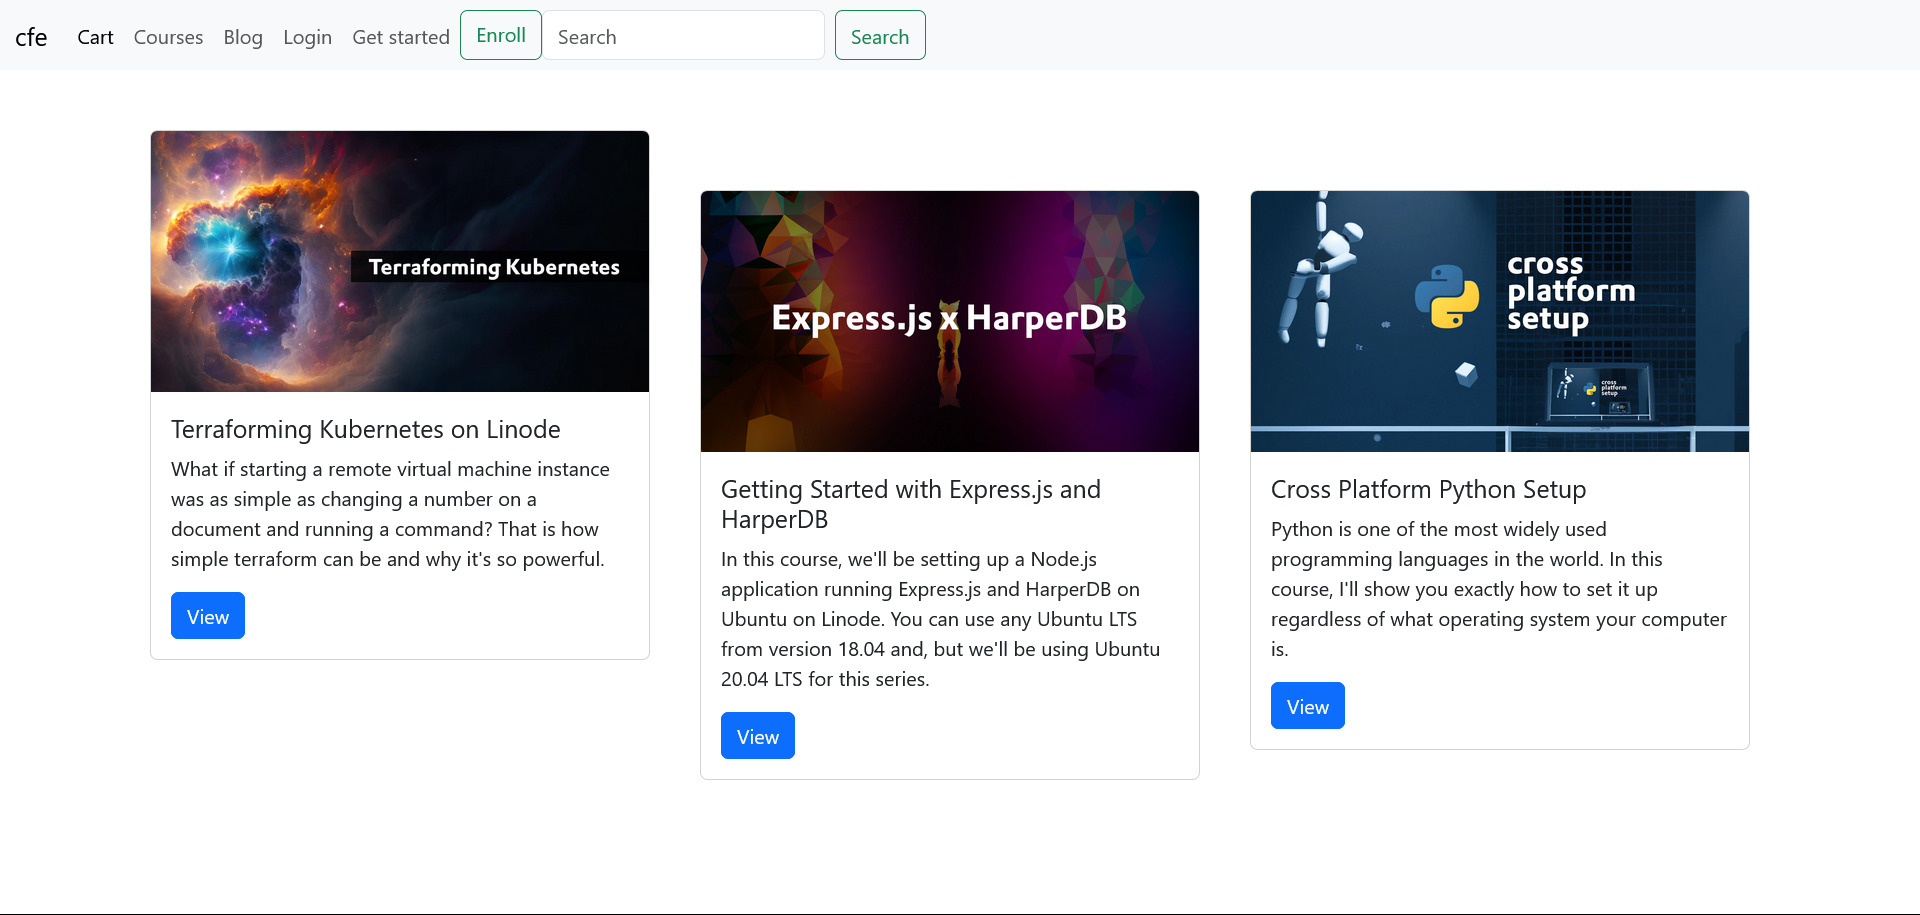 cfe
Cart
Courses
Blog
Login
Get started
Enroll
Search
Search
Terraforming Kubernetes
Terraforming Kubernetes on Linode
What if starting a remote virtual machine instance
was as simple as changing a number on a
document and running a command? That is how
simple terraform can be and why it's so powerful.
View
Express.js x HarperDB
Getting Started with Express.js and
HarperDB
In this course, we'll be setting up a Node.js
application running Express.js and HarperDB on
Ubuntu on Linode. You can use any Ubuntu LTS
from version 18.04 and, but we'll be using Ubuntu
20.04 LTS for this series.
View
cross
platform
setup
cross
platform
setup
Cross Platform Python Setup
Python is one of the most widely used
programming languages in the world. In this
course, I'll show you exactly how to set it up
regardless of what operating system your computer
is.
View